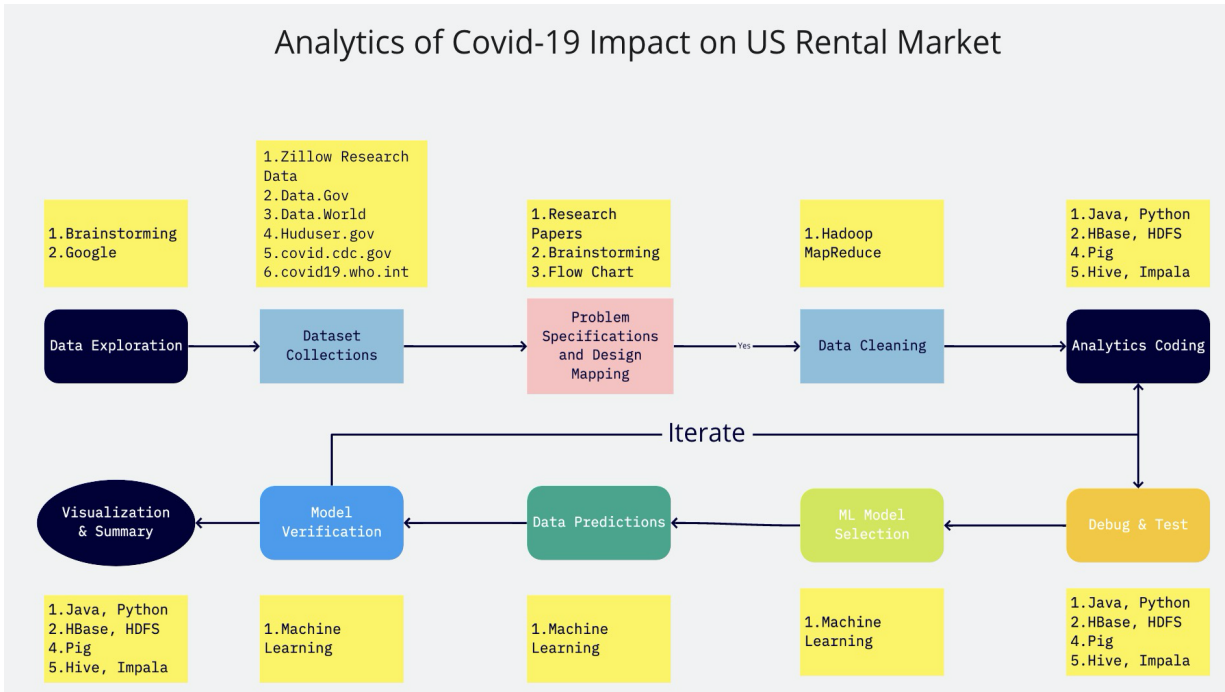 Analytics of Covid-19 Impact on US Rental Market
1.Brainstorming
2.Google
1.Zillow Research
Data
2.Data.Gov
3.Data.World
4.Huduser.gov
5.covid.cdc.gov
6.covid19.who.int
1.Research
Papers
2.Brainstorming
3.Flow Chart
1.Hadoop
MapReduce
1.Java, Python
2.HBase, HDFS
4.Pig
5.Hive, Impala
Data Exploration
Dataset
Collections
Problem
Specifications
and Design
Mapping
Yes
Data Cleaning
Analytics Coding
Iterate
Visualization
& Summary
Model
Verification
Data Predictions
ML Model
Selection
Debug & Test
1.Java, Python
2.HBase, HDFS
4.Pig
5.Hive, Impala
1.Machine
Learning
1.Machine
Learning
1.Machine
Learning
1.Java, Python
2.HBase, HDFS
4.Pig
5.Hive, Impala